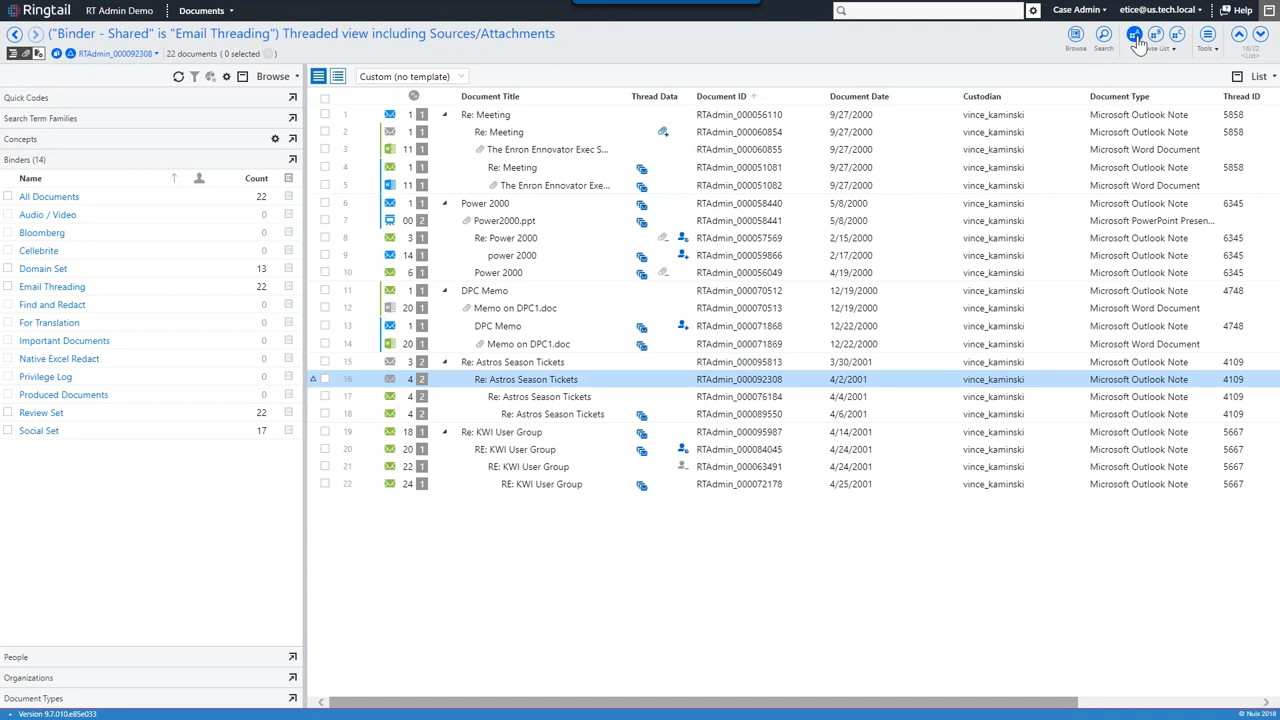 Ringtail RT Admin Demo Documents Case Admin etice@us.tech.local Help
("Binder - Shared" is "Email Threading") Threaded view including Sources/Attachments
RTAdmin_000092308 22 documents ( 0 selected )
Browse Search Tools 16/22
<List>
Browse Custom (no template) List
Quick Codes
Search Term Families
Concepts
Binders (14)
Name Count
All Documents 22
Audio / Video 0
Bloomberg 0
Cellebrite 0
Domain Set 13
Email Threading 22
Find and Redact 0
For Translation 0
Important Documents 0
Native Excel Redact 0
Privilege Log 0
Produced Documents 0
Review Set 22
Social Set 17
People
Organizations
Document Types
Document Title Thread Data Document ID Document Date Custodian Document Type Thread ID
1 1 1 Re: Meeting RTAdmin_000056110 9/27/2000 vince_kaminski Microsoft Outlook Note 5858
2 1 1 Re: Meeting RTAdmin_000060854 9/27/2000 vince_kaminski Microsoft Outlook Note 5858
3 11 1 The Enron Ennovator Exec S... RTAdmin_000060855 9/27/2000 vince_kaminski Microsoft Word Document
4 1 1 Re: Meeting RTAdmin_000051081 9/27/2000 vince_kaminski Microsoft Outlook Note 5858
5 11 1 The Enron Ennovator Exe... RTAdmin_000051082 9/27/2000 vince_kaminski Microsoft Word Document
6 1 1 Power 2000 RTAdmin_000058440 5/8/2000 vince_kaminski Microsoft Outlook Note 6345
7 00 2 Power2000.ppt RTAdmin_000058441 5/8/2000 vince_kaminski Microsoft PowerPoint Presen...
8 3 1 Re: Power 2000 RTAdmin_000057569 2/15/2000 vince_kaminski Microsoft Outlook Note 6345
9 14 1 power 2000 RTAdmin_000059866 2/17/2000 vince_kaminski Microsoft Outlook Note 6345
10 6 1 Power 2000 RTAdmin_000056049 4/19/2000 vince_kaminski Microsoft Outlook Note 6345
11 1 1 DPC Memo RTAdmin_000070512 12/19/2000 vince_kaminski Microsoft Outlook Note 4748
12 20 1 Memo on DPC1.doc RTAdmin_000070513 12/19/2000 vince_kaminski Microsoft Word Document
13 1 1 DPC Memo RTAdmin_000071868 12/22/2000 vince_kaminski Microsoft Outlook Note 4748
14 20 1 Memo on DPC1.doc RTAdmin_000071869 12/22/2000 vince_kaminski Microsoft Word Document
15 3 2 Re: Astros Season Tickets RTAdmin_000095813 3/30/2001 vince_kaminski Microsoft Outlook Note 4109
16 4 2 Re: Astros Season Tickets RTAdmin_000092308 4/2/2001 vince_kaminski Microsoft Outlook Note 4109
17 4 2 Re: Astros Season Tickets RTAdmin_000076184 4/4/2001 vince_kaminski Microsoft Outlook Note 4109
18 4 2 Re: Astros Season Tickets RTAdmin_000089550 4/6/2001 vince_kaminski Microsoft Outlook Note 4109
19 18 1 Re: KWI User Group RTAdmin_000095987 4/14/2001 vince_kaminski Microsoft Outlook Note 5667
20 20 1 RE: KWI User Group RTAdmin_000084045 4/24/2001 vince_kaminski Microsoft Outlook Note 5667
21 22 1 RE: KWI User Group RTAdmin_000063491 4/24/2001 vince_kaminski Microsoft Outlook Note 5667
22 24 1 RE: KWI User Group RTAdmin_000072178 4/25/2001 vince_kaminski Microsoft Outlook Note 5667
Version 9.7.010.e85e033 © Nuix 2018